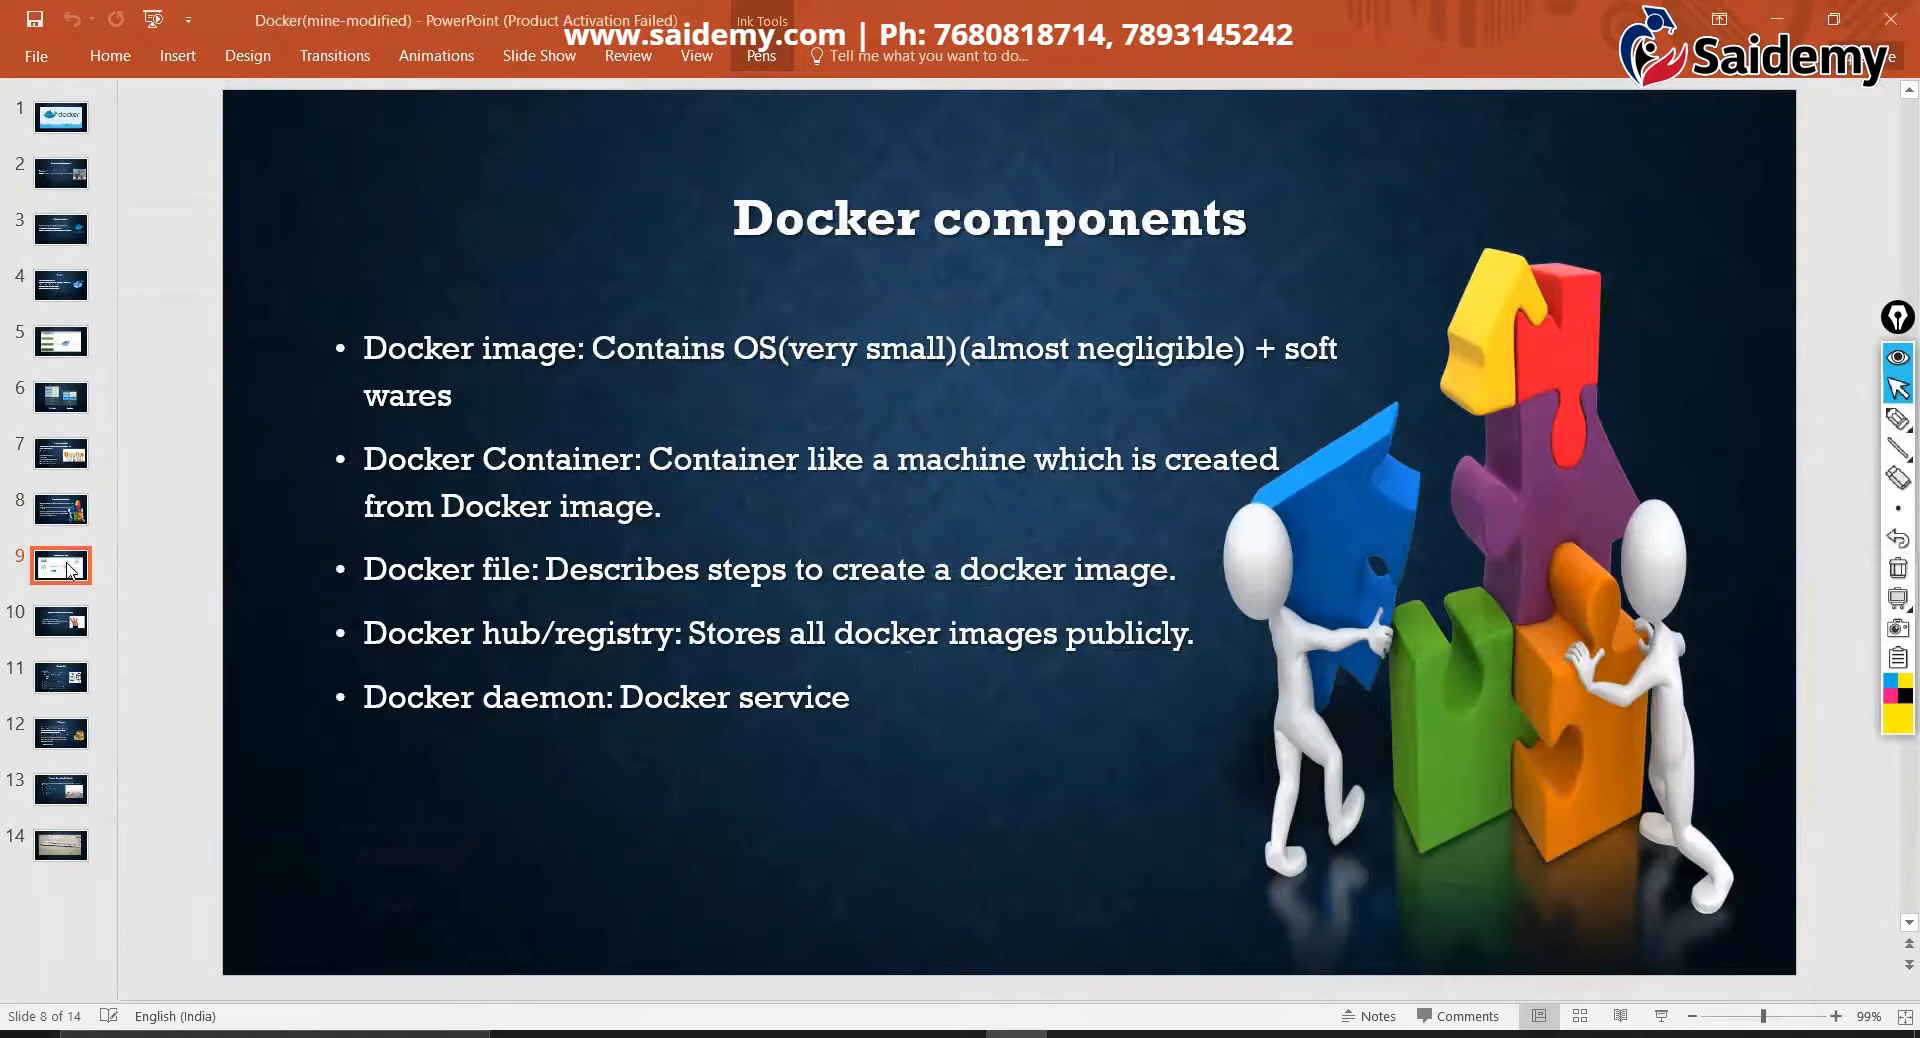 Docker(mine-modified) - PowerPoint (Product Activation Failed)
Ink Tools
www.saidemy.com | Ph: 7680818714, 7893145242
Saidemy
File Home Insert Design Transitions Animations Slide Show Review View Pens Tell me what you want to do...
1
docker
2
3
4
5
6
7
8
9
10
11
12
13
14
Docker components
• Docker image: Contains OS(very small)(almost negligible) + soft
wares
• Docker Container: Container like a machine which is created
from Docker image.
• Docker file: Describes steps to create a docker image.
• Docker hub/registry: Stores all docker images publicly.
• Docker daemon: Docker service
Slide 8 of 14 English (India) Notes Comments 99%